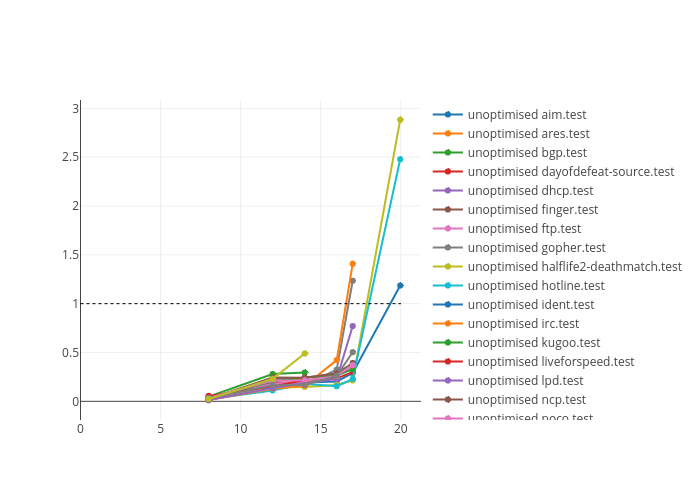 3
2.5
2
1.5
1
0.5
0
0 5 10 15 20
unoptimised aim.test
unoptimised ares.test
unoptimised bgp.test
unoptimised dayofdefeat-source.test
unoptimised dhcp.test
unoptimised finger.test
unoptimised ftp.test
unoptimised gopher.test
unoptimised halflife2-deathmatch.test
unoptimised hotline.test
unoptimised ident.test
unoptimised irc.test
unoptimised kugoo.test
unoptimised liveforspeed.test
unoptimised lpd.test
unoptimised ncp.test
unoptimised poco.test